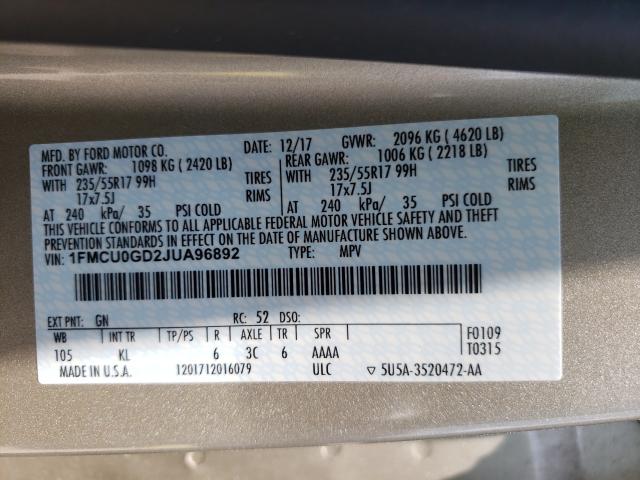 MFD. BY FORD MOTOR CO. DATE: 12/17 GVWR: 2096 KG ( 4620 LB)
FRONT GAWR: 1098 KG ( 2420 LB) REAR GAWR: 1006 KG ( 2218 LB)
WITH 235/55R17 99H TIRES WITH 235/55R17 99H TIRES
17x7.5J RIMS 17x7.5J RIMS
AT 240 kPa/ 35 PSI COLD AT 240 kPa/ 35 PSI COLD
THIS VEHICLE CONFORMS TO ALL APPLICABLE FEDERAL MOTOR VEHICLE SAFETY AND THEFT
PREVENTION STANDARDS IN EFFECT ON THE DATE OF MANUFACTURE SHOWN ABOVE.
VIN: 1FMCU0GD2JUA96892 TYPE: MPV
EXT PNT: GN RC: 52 DSO:
WB INT TR TP/PS R AXLE TR SPR F0109
105 KL 6 3C 6 AAAA T0315
MADE IN U.S.A. 1201712016079 ULC ▽ 5U5A-3520472-AA